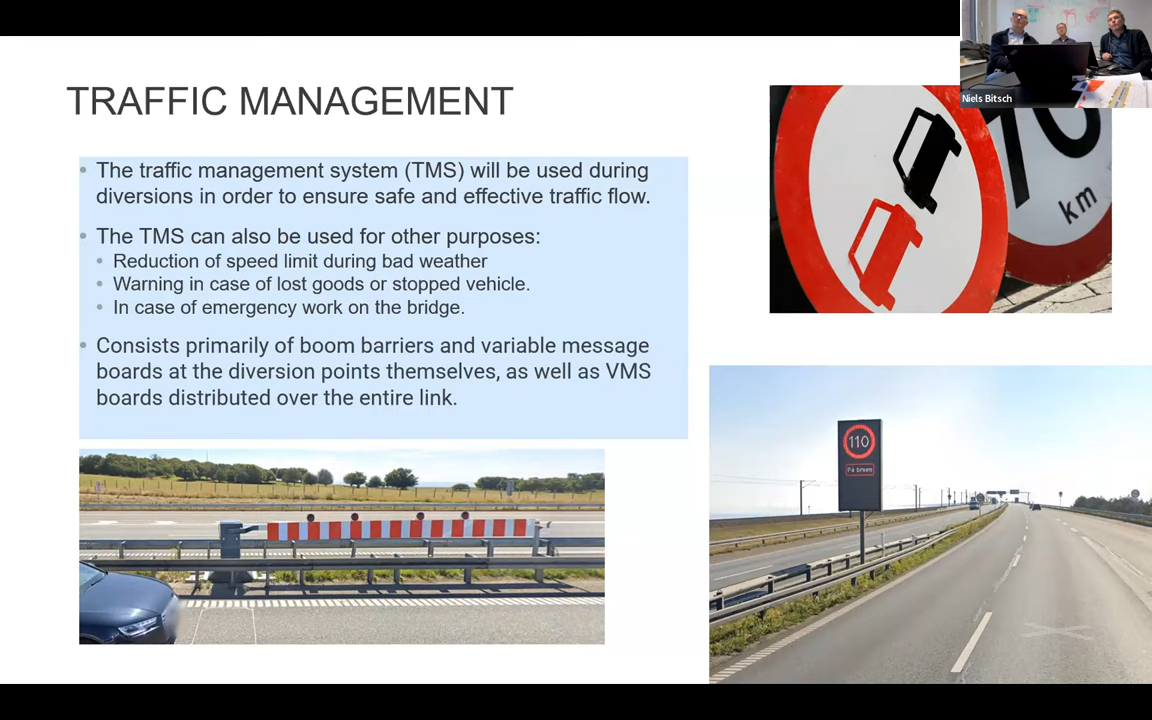 TRAFFIC MANAGEMENT
The traffic management system (TMS) will be used during
diversions in order to ensure safe and effective traffic flow.
The TMS can also be used for other purposes:
Reduction of speed limit during bad weather
Warning in case of lost goods or stopped vehicle.
In case of emergency work on the bridge.
Consists primarily of boom barriers and variable message
boards at the diversion points themselves, as well as VMS
boards distributed over the entire link.
Niels Bitsch
70
km
110
På broen